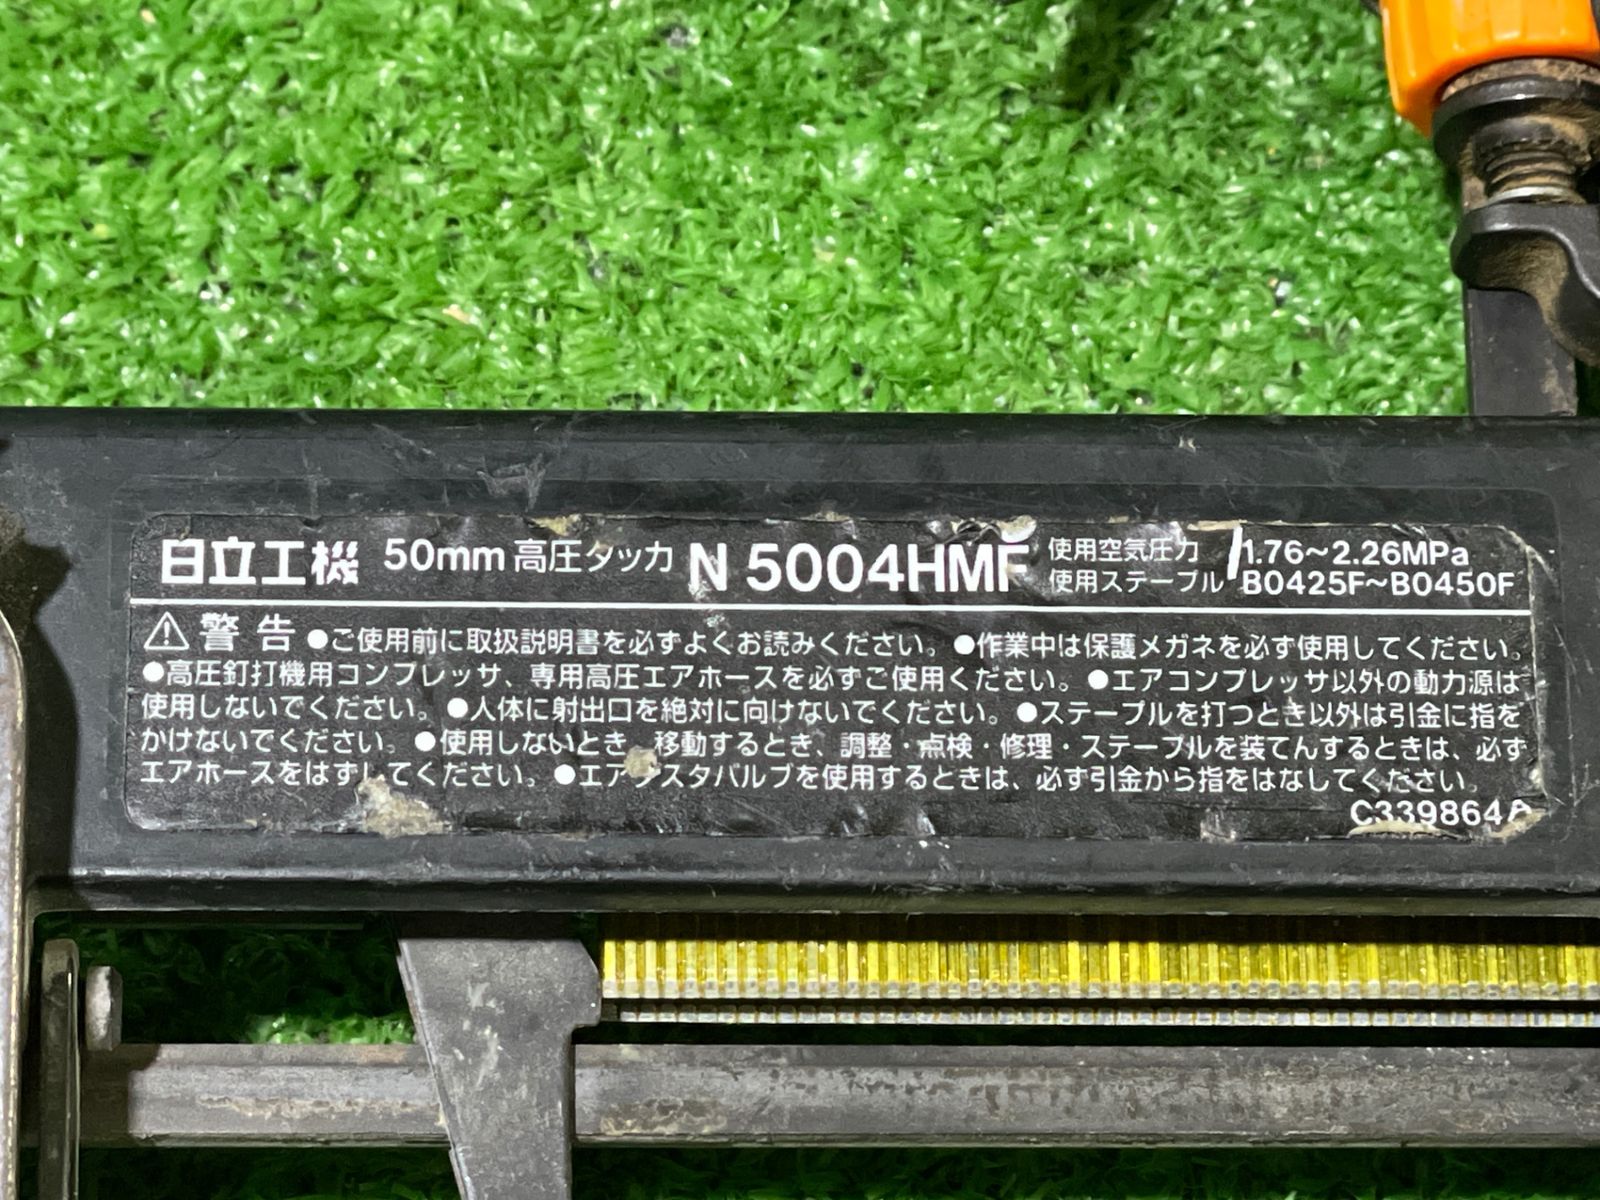 日立工機 50mm 高圧タッカ N 5004HMF 使用空気圧力 1.76～2.26MPa
使用ステープル B0425F～B0450F
⚠警告 ●ご使用前に取扱説明書を必ずよくお読みください。●作業中は保護メガネを必ず使用してください。
●高圧釘打機用コンプレッサ、専用高圧エアホースを必ずご使用ください。●エアコンプレッサ以外の動力源は
使用しないでください。●人体に射出口を絶対に向けないでください。●ステープルを打つとき以外は引金に指を
かけないでください。●使用しないとき 移動するとき、調整・点検・修理・ステープルを装てんするときは、必ず
エアホースをはずしてください。●エアダスタバルブを使用するときは、必ず引金から指をはなしてください。
C339864A